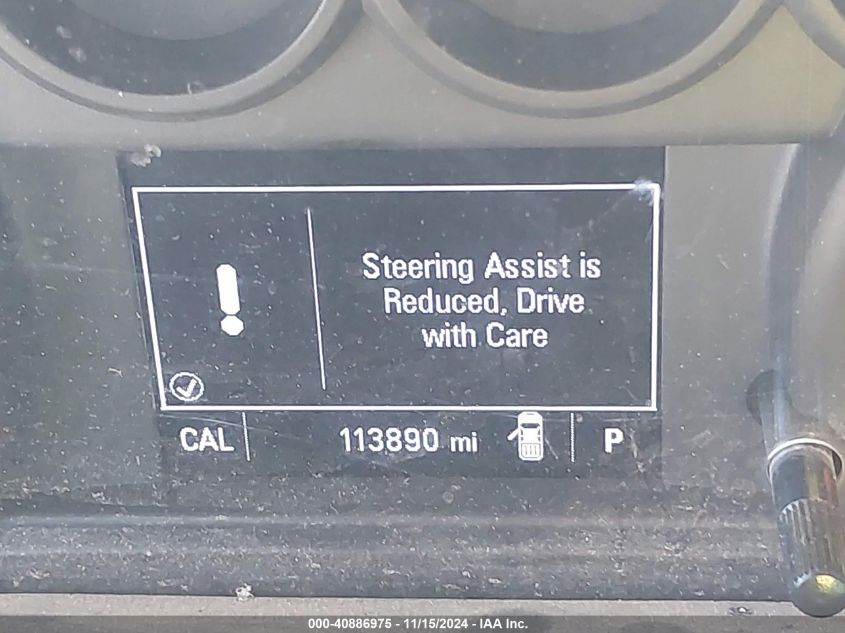 Steering Assist is
Reduced, Drive
with Care
CAL 113890 mi P
000-40886975 - 11/15/2024 - IAA Inc.